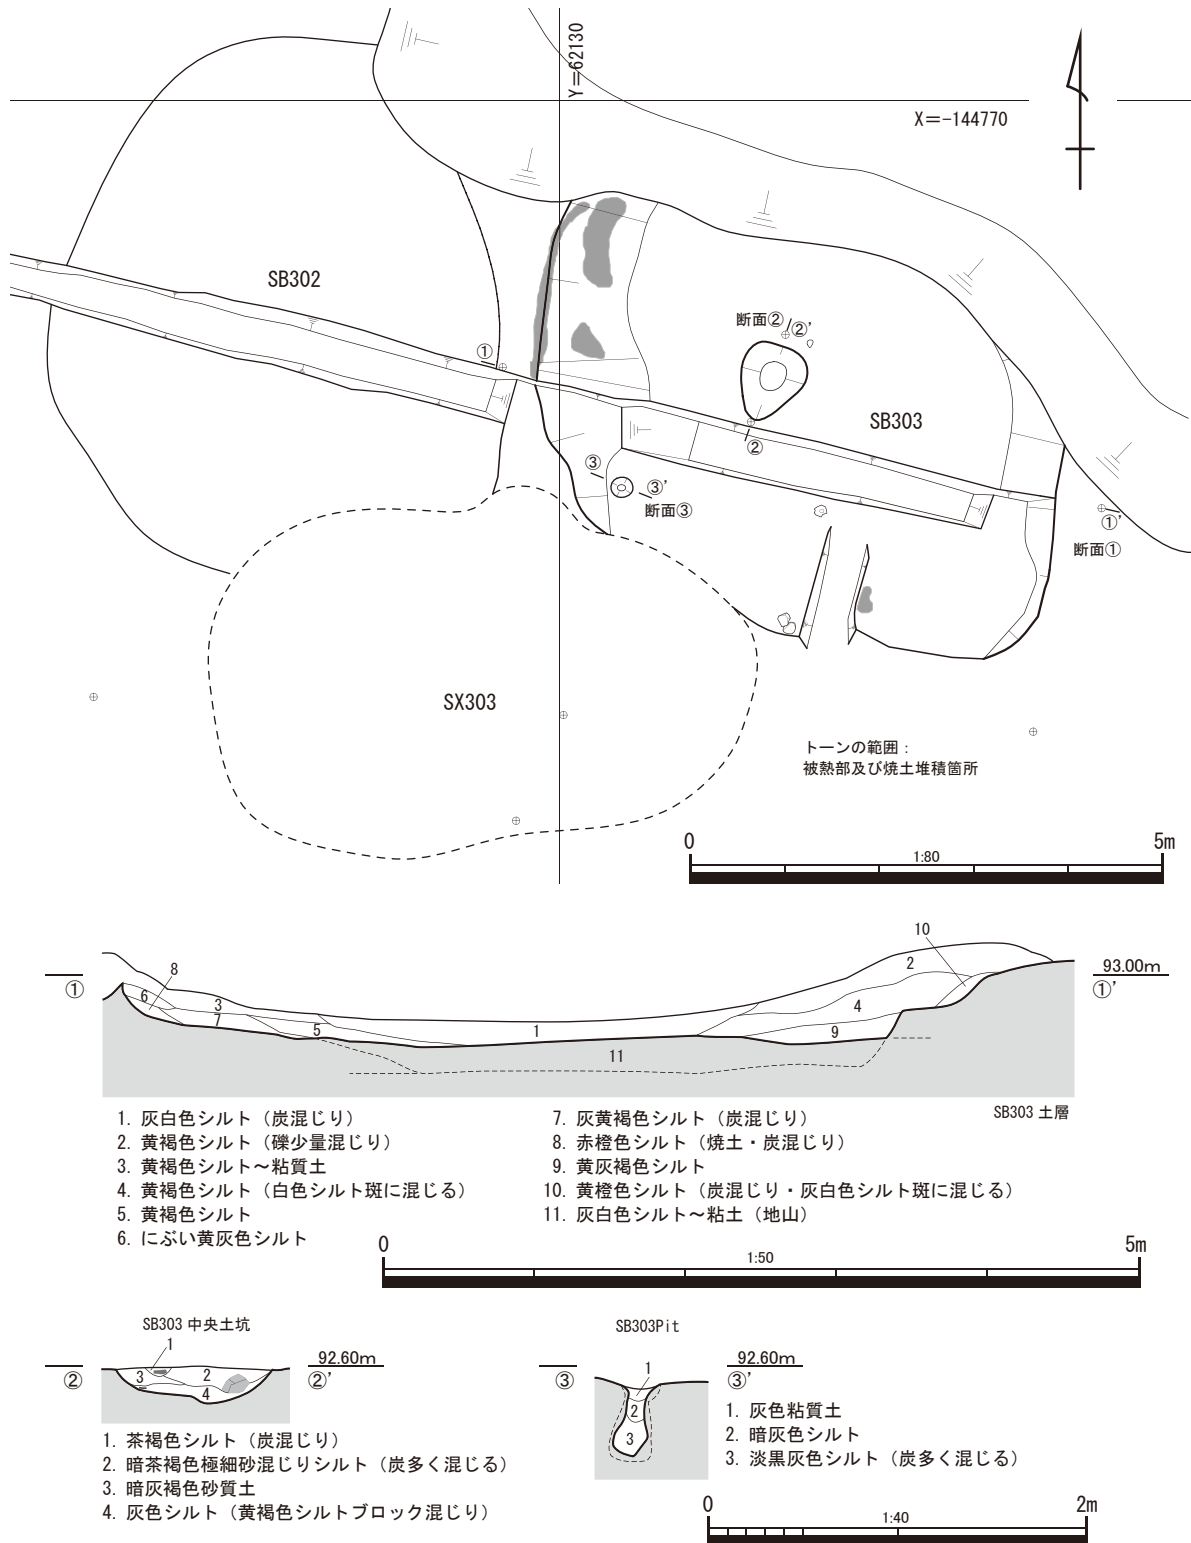 Y＝62130
X＝-144770
SB302
①
断面②
②’
SB303
②
③
③’
断面③
①’
断面①
SX303
トーンの範囲：
被熱部及び焼土堆積箇所
0
5m
1:80
10
8
2
93.00m
①
①’
6
3
7
5
1
4
9
11
SB303 土層
1. 灰白色シルト（炭混じり）
2. 黄褐色シルト（礫少量混じり）
3. 黄褐色シルト～粘質土
4. 黄褐色シルト（白色シルト斑に混じる）
5. 黄褐色シルト
6. にぶい黄灰色シルト
7. 灰黄褐色シルト（炭混じり）
8. 赤橙色シルト（焼土・炭混じり）
9. 黄灰褐色シルト
10. 黄橙色シルト（炭混じり・灰白色シルト斑に混じる）
11. 灰白色シルト～粘土（地山）
0
5m
1:50
SB303 中央土坑
1
92.60m
②
②’
3
2
4
1. 茶褐色シルト（炭混じり）
2. 暗茶褐色極細砂混じりシルト（炭多く混じる）
3. 暗灰褐色砂質土
4. 灰色シルト（黄褐色シルトブロック混じり）
SB303Pit
1
92.60m
③
③’
2
3
1. 灰色粘質土
2. 暗灰色シルト
3. 淡黒灰色シルト（炭多く混じる）
0
2m
1:40